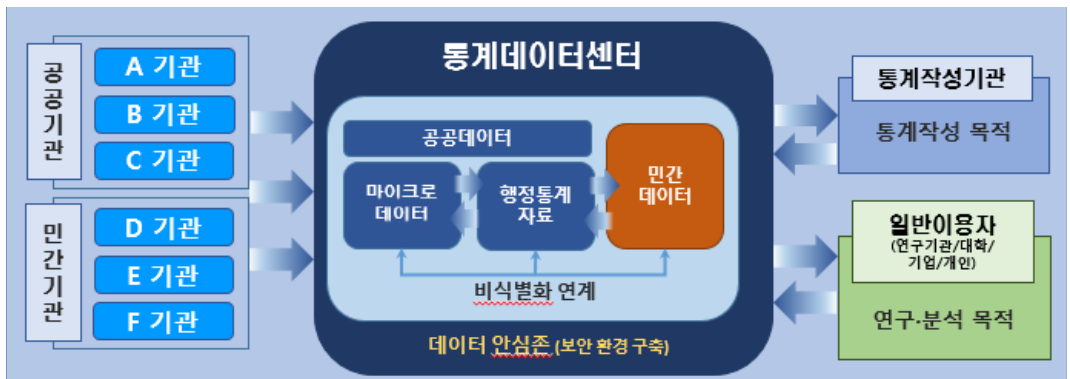 공공기관
A 기관
B 기관
C 기관
민간기관
D 기관
E 기관
F 기관
통계데이터센터
공공데이터
마이크로
데이터
행정통계
자료
민간
데이터
비식별화 연계
데이터 안심존 (보안 환경 구축)
통계작성기관
통계작성 목적
일반이용자
(연구기관/대학/
기업/개인)
연구·분석 목적